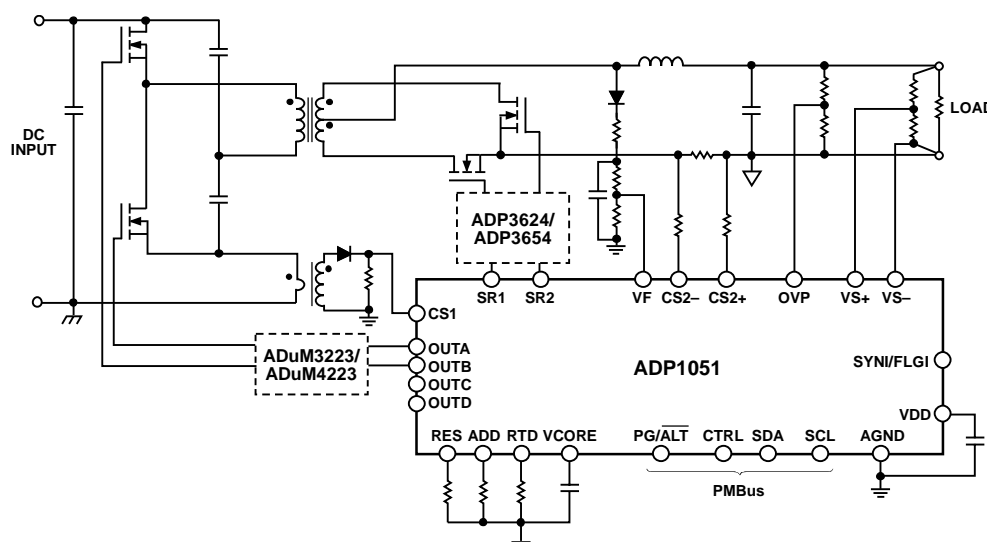 DC
INPUT
LOAD
ADP3624/
ADP3654
SR1 SR2 VF CS2– CS2+ OVP VS+ VS–
CS1
ADuM3223/
ADuM4223
OUTA
OUTB
OUTC
OUTD
ADP1051
SYNI/FLGI
VDD
RES ADD RTD VCORE PG/ALT CTRL SDA SCL AGND
PMBus